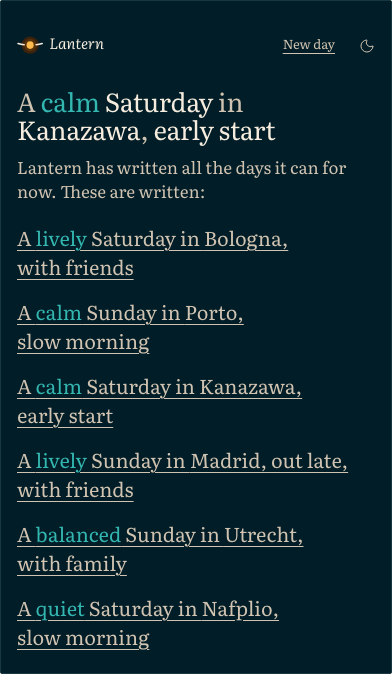 Lantern
New day
A calm Saturday in
Kanazawa, early start
Lantern has written all the days it can for
now. These are written:
A lively Saturday in Bologna,
with friends
A calm Sunday in Porto,
slow morning
A calm Saturday in Kanazawa,
early start
A lively Sunday in Madrid, out late,
with friends
A balanced Sunday in Utrecht,
with family
A quiet Saturday in Nafplio,
slow morning